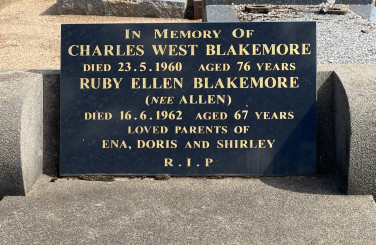 In Memory Of
Charles West Blakemore
Died 23.5.1960 Aged 76 Years
Ruby Ellen Blakemore
(nee Allen)
Died 16.6.1962 Aged 67 Years
Loved Parents Of
Ena, Doris and Shirley
R.I.P